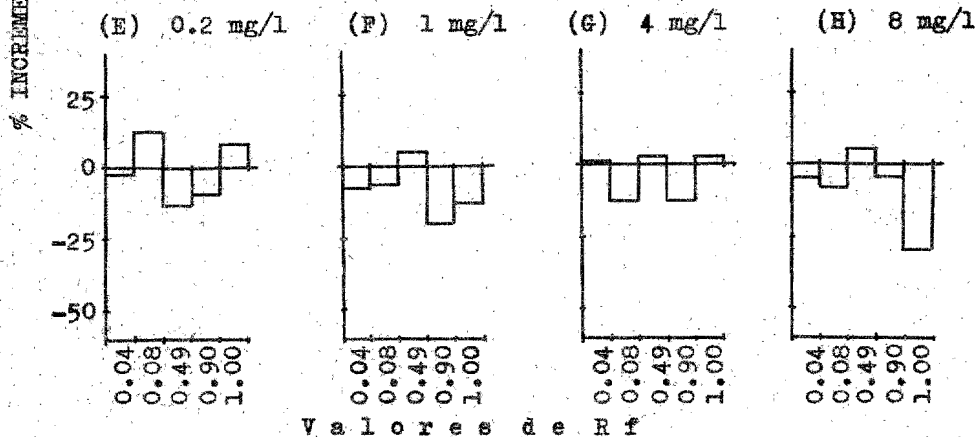 % INCREME
(E) 0.2 mg/l
(F) 1 mg/l
(G) 4 mg/l
(H) 8 mg/l
25
0
-25
-50
0.04 0.08 0.49 0.90 1.00
0.04 0.08 0.49 0.90 1.00
0.04 0.08 0.49 0.90 1.00
0.04 0.08 0.49 0.90 1.00
Valores de Rf